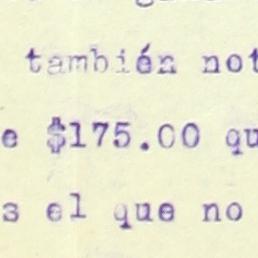 también not
e $175.00 qu
s el que no